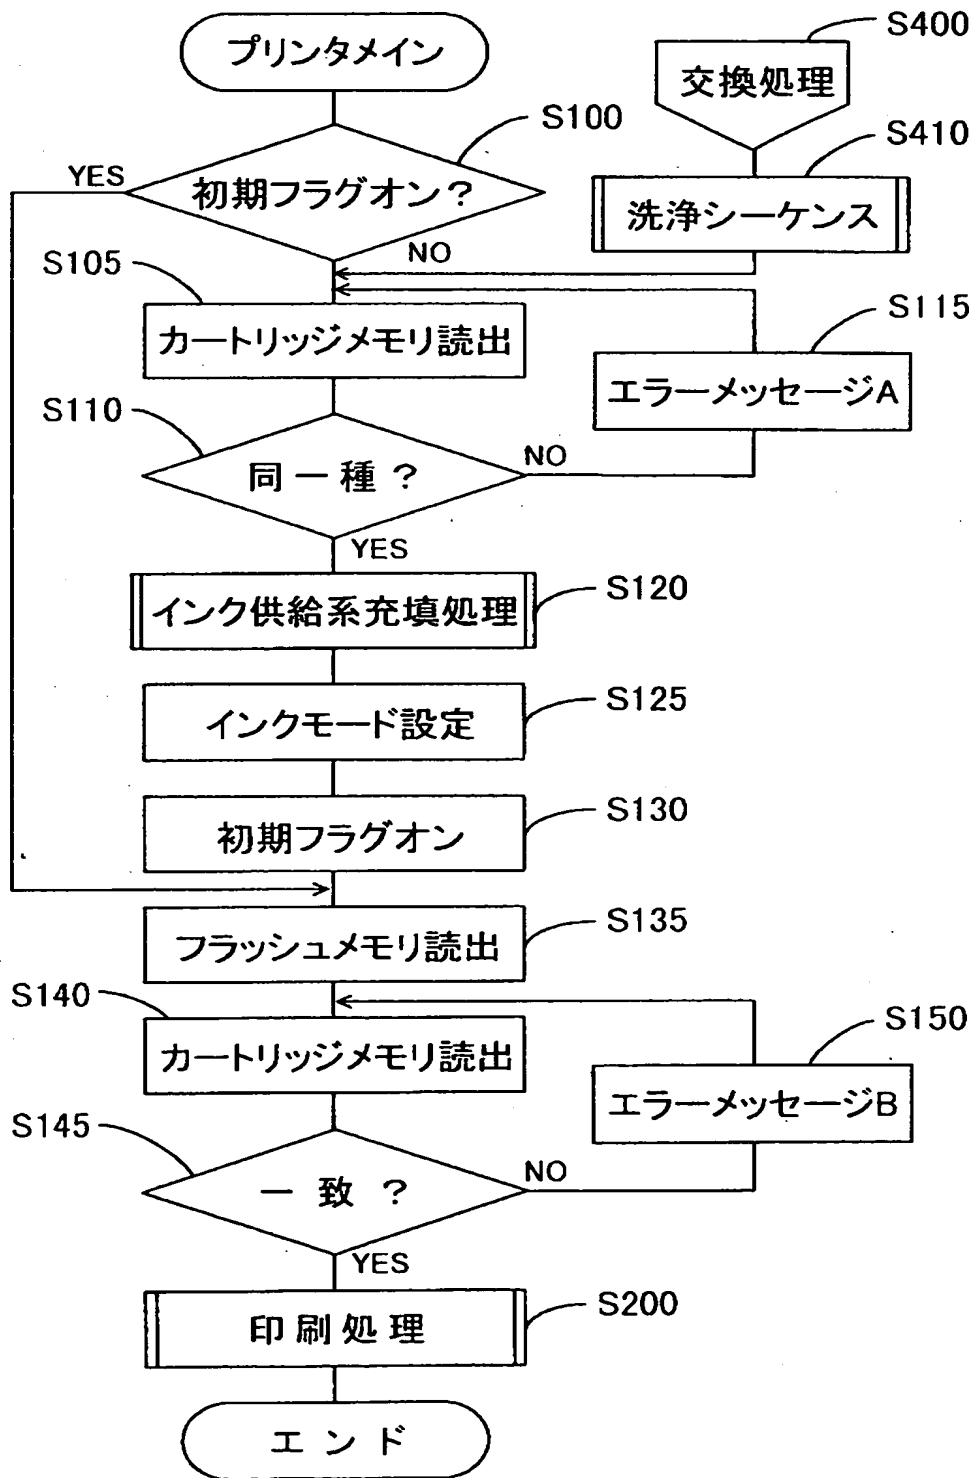 プリンタメイン
S400
交換処理
S100
初期フラグオン?
YES
NO
S410
洗浄シーケンス
S105
カートリッジメモリ読出
S115
エラーメッセージA
S110
同一種?
NO
YES
インク供給系充填処理
S120
インクモード設定
S125
初期フラグオン
S130
フラッシュメモリ読出
S135
S140
カートリッジメモリ読出
S150
エラーメッセージB
S145
一致?
NO
YES
印刷処理
S200
エンド